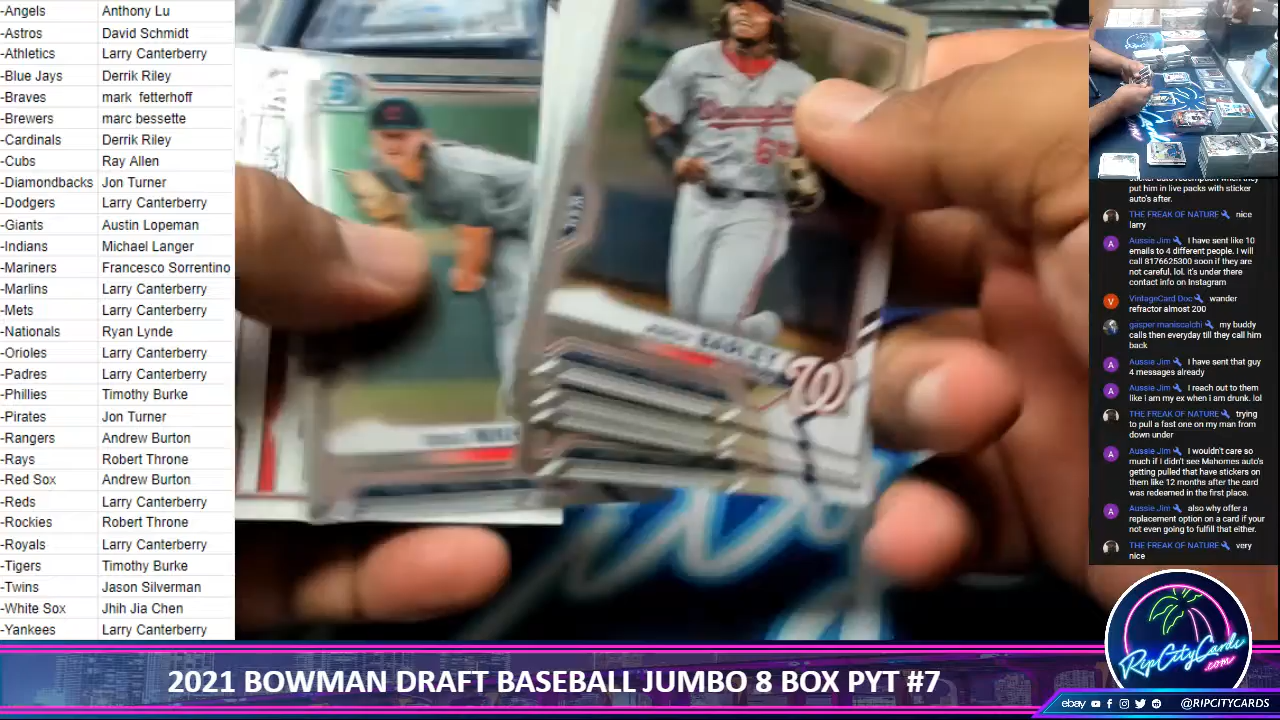 -Angels Anthony Lu
-Astros David Schmidt
-Athletics Larry Canterberry
-Blue Jays Derrik Riley
-Braves mark fetterhoff
-Brewers marc bessette
-Cardinals Derrik Riley
-Cubs Ray Allen
-Diamondbacks Jon Turner
-Dodgers Larry Canterberry
-Giants Austin Lopeman
-Indians Michael Langer
-Mariners Francesco Sorrentino
-Marlins Larry Canterberry
-Mets Larry Canterberry
-Nationals Ryan Lynde
-Orioles Larry Canterberry
-Padres Larry Canterberry
-Phillies Timothy Burke
-Pirates Jon Turner
-Rangers Andrew Burton
-Rays Robert Throne
-Red Sox Andrew Burton
-Reds Larry Canterberry
-Rockies Robert Throne
-Royals Larry Canterberry
-Tigers Timothy Burke
-Twins Jason Silverman
-White Sox Jhih Jia Chen
-Yankees Larry Canterberry
W
put him in live packs with sticker
auto's after.
THE FREAK OF NATURE nice
larry
Aussie Jim I have sent like 10
emails to 4 different people. I will
call 8176625300 soon if they are
not careful. lol. it's under there
contact info on Instagram
VintageCard Doc wander
refractor almost 200
gasper maniscalchi my buddy
calls then everyday till they call him
back
Aussie Jim I have sent that guy
4 messages already
Aussie Jim I reach out to them
like I am my ex when i am drunk. lol
THE FREAK OF NATURE trying
to pull a fast one on my man from
down under
Aussie Jim I wouldn't care so
much if I didn't see Mahomes auto's
getting pulled that have stickers on
them like 12 months after the card
was redeemed in the first place.
Aussie Jim also why offer a
replacement option on a card if your
not even going to fulfill that either.
THE FREAK OF NATURE very
nice
RipCityCards
.com
2021 BOWMAN DRAFT BASEBALL JUMBO 8 BOX PYT #7
ebay @RIPCITYCARDS